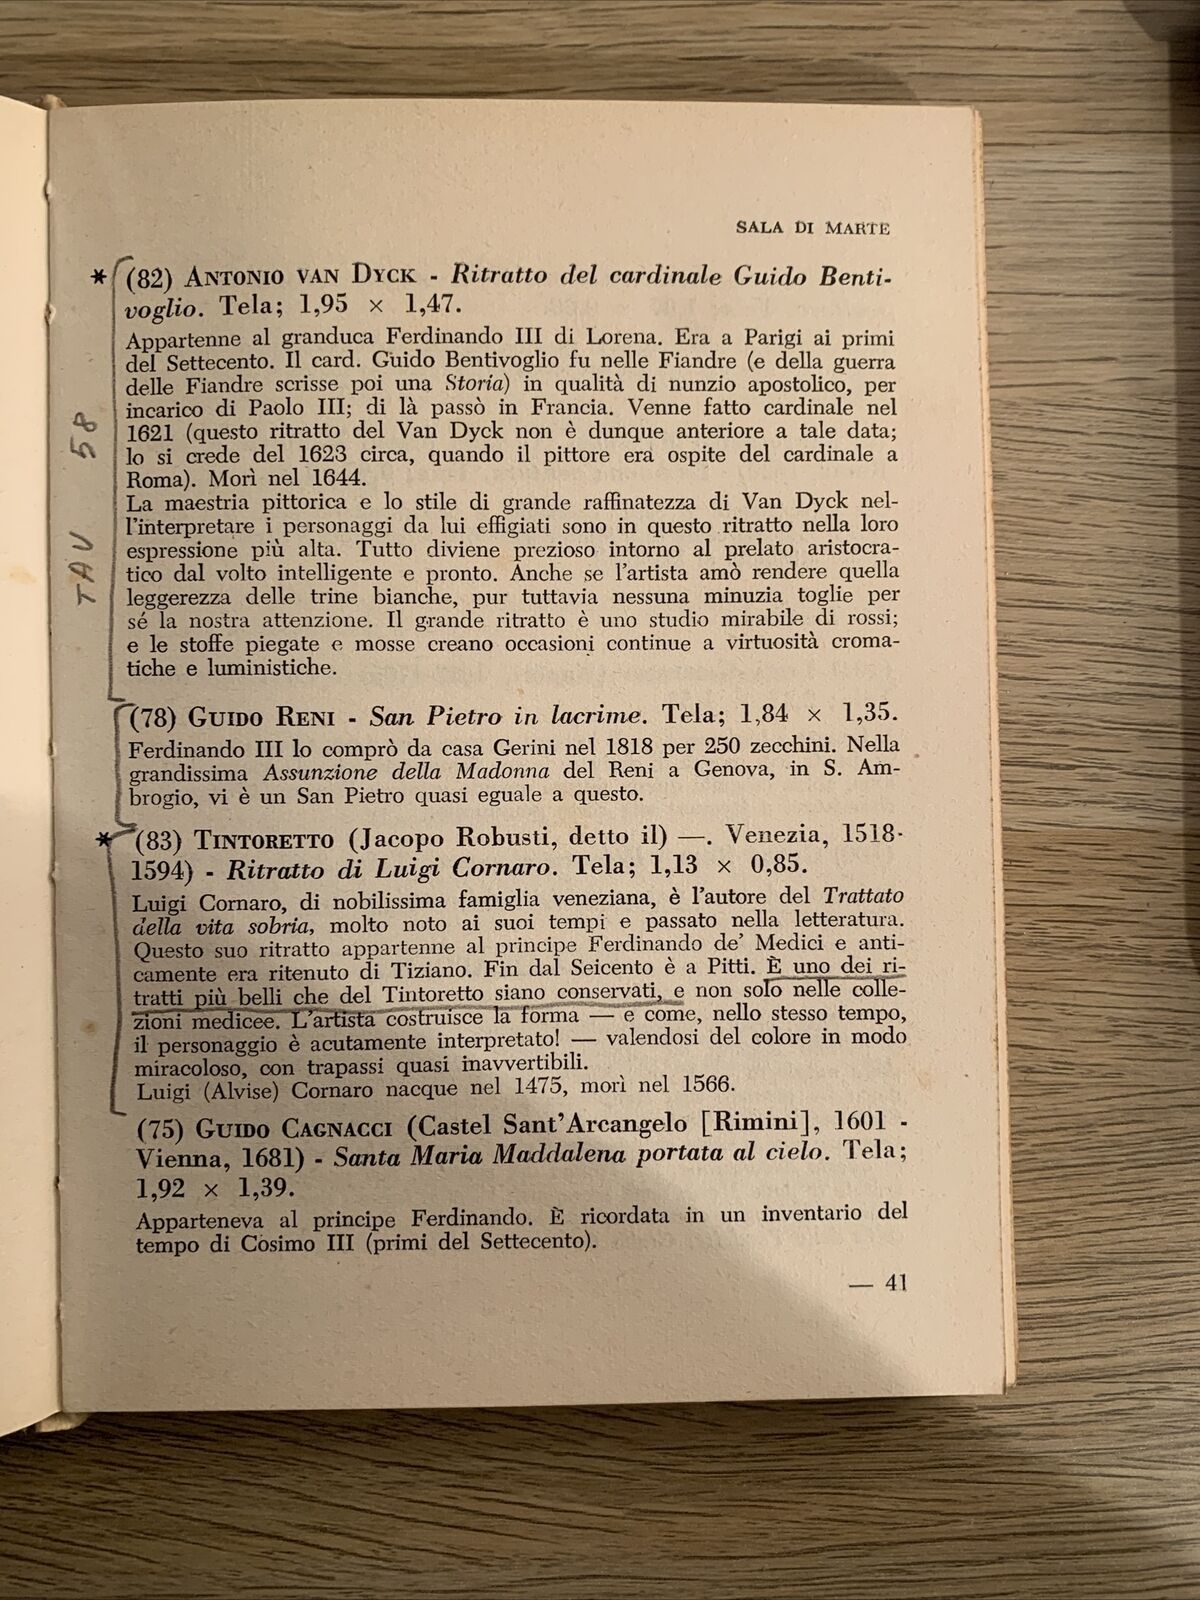 SALA DI MARTE
* (82) ANTONIO VAN DYCK - Ritratto del cardinale Guido Benti-
voglio. Tela; 1,95 × 1,47.
Appartenne al granduca Ferdinando III di Lorena. Era a Parigi ai primi
del Settecento. Il card. Guido Bentivoglio fu nelle Fiandre (e della guerra
delle Fiandre scrisse poi una Storia) in qualità di nunzio apostolico, per
incarico di Paolo III; di là passò in Francia. Venne fatto cardinale nel
1621 (questo ritratto del Van Dyck non è dunque anteriore a tale data;
lo si crede del 1623 circa, quando il pittore era ospite del cardinale a
Roma). Morì nel 1644.
La maestria pittorica e lo stile di grande raffinatezza di Van Dyck nel-
l'interpretare i personaggi da lui effigiati sono in questo ritratto nella loro
espressione più alta. Tutto diviene prezioso intorno al prelato aristocra-
tico dal volto intelligente e pronto. Anche se l'artista amò rendere quella
leggerezza delle trine bianche, pur tuttavia nessuna minuzia toglie per
sé la nostra attenzione. Il grande ritratto è uno studio mirabile di rossi;
e le stoffe piegate e mosse creano occasioni continue a virtuosità croma-
tiche e luministiche.
TAV 58
(78) GUIDO RENI - San Pietro in lacrime. Tela; 1,84 × 1,35.
Ferdinando III lo comprò da casa Gerini nel 1818 per 250 zecchini. Nella
grandissima Assunzione della Madonna del Reni a Genova, in S. Am-
brogio, vi è un San Pietro quasi eguale a questo.
* (83) TINTORETTO (Jacopo Robusti, detto il) —. Venezia, 1518-
1594) - Ritratto di Luigi Cornaro. Tela; 1,13 × 0,85.
Luigi Cornaro, di nobilissima famiglia veneziana, è l'autore del Trattato
della vita sobria, molto noto ai suoi tempi e passato nella letteratura.
Questo suo ritratto appartenne al principe Ferdinando de' Medici e anti-
camente era ritenuto di Tiziano. Fin dal Seicento è a Pitti. È uno dei ri-
tratti più belli che del Tintoretto siano conservati, e non solo nelle colle-
zioni medicee. L'artista costruisce la forma — e come, nello stesso tempo,
il personaggio è acutamente interpretato! — valendosi del colore in modo
miracoloso, con trapassi quasi inavvertibili.
Luigi (Alvise) Cornaro nacque nel 1475, morì nel 1566.
(75) GUIDO CAGNACCI (Castel Sant'Arcangelo [Rimini], 1601 -
Vienna, 1681) - Santa Maria Maddalena portata al cielo. Tela;
1,92 × 1,39.
Apparteneva al principe Ferdinando. È ricordata in un inventario del
tempo di Cosimo III (primi del Settecento).
— 41